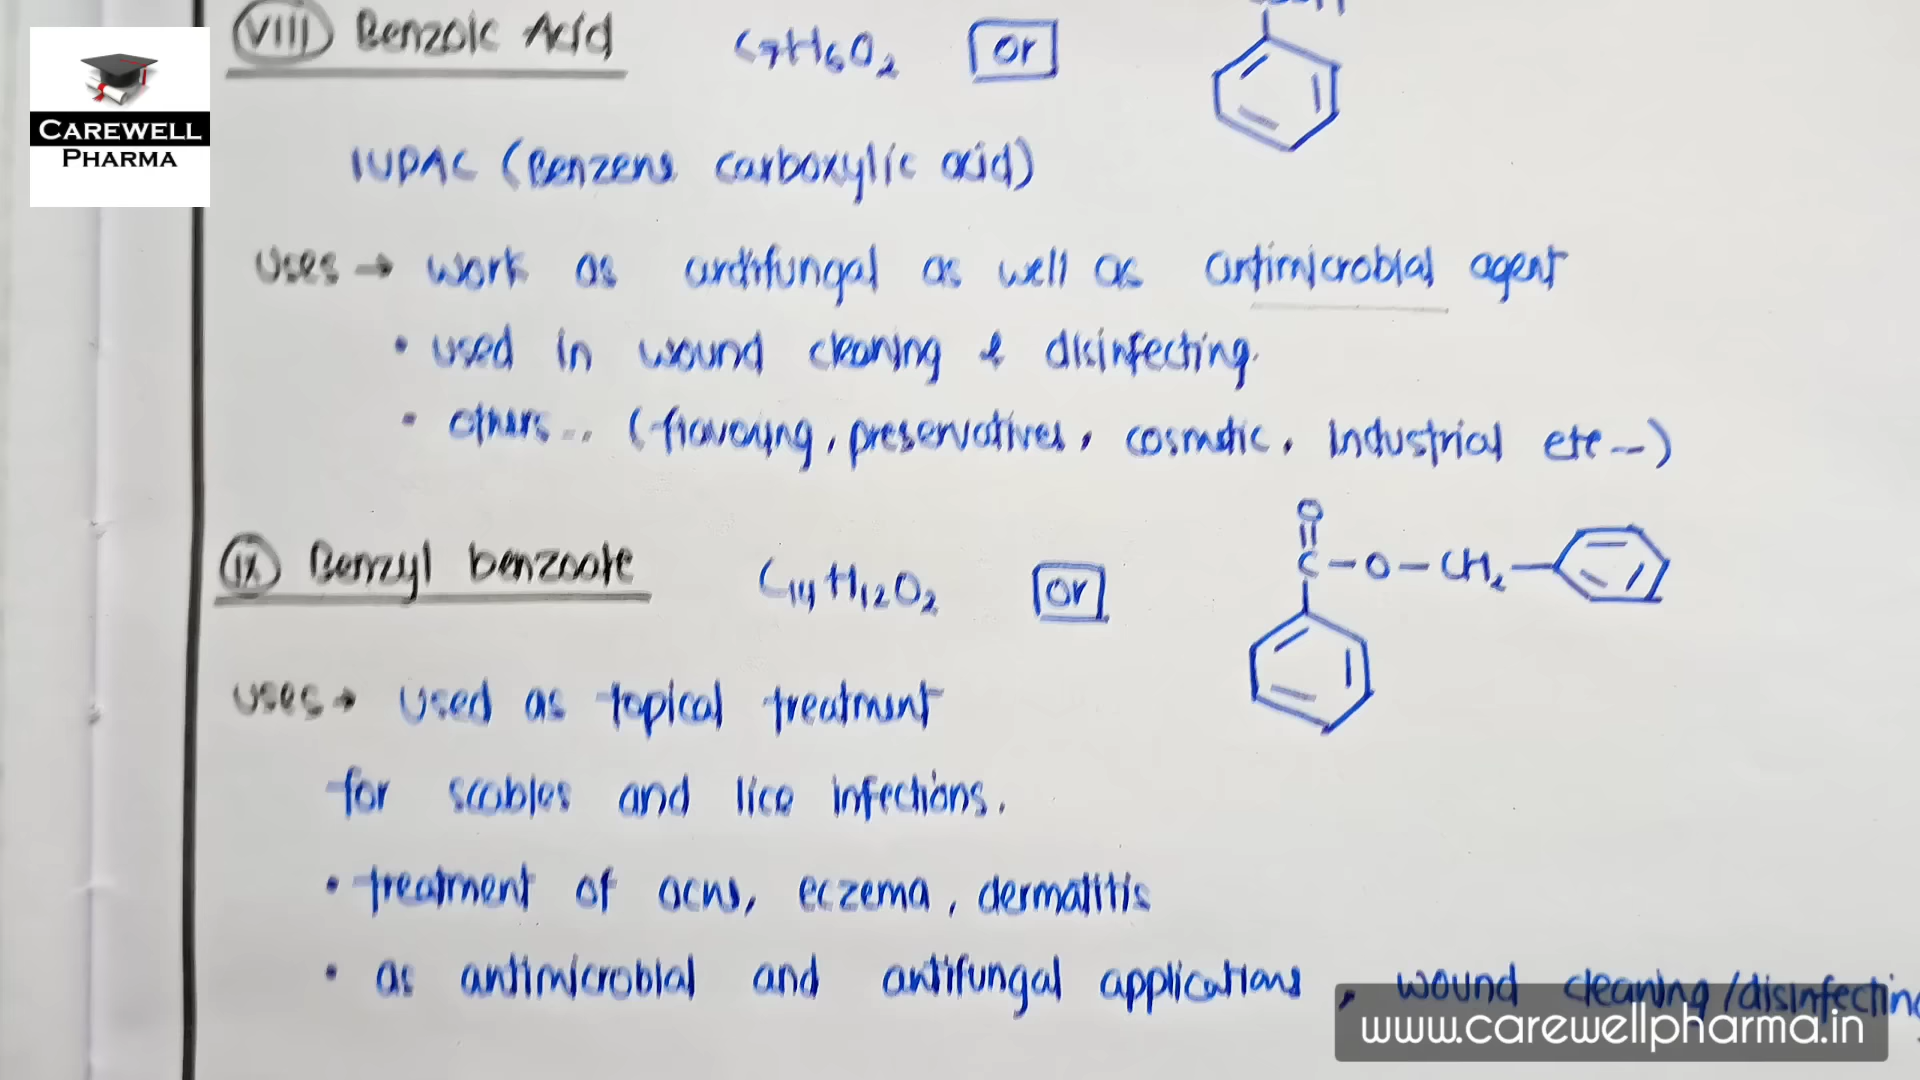 VIII Benzoic Acid C7H6O2 or
CAREWELL
PHARMA
IUPAC (Benzene carboxylic acid)
Uses → work as antifungal as well as antimicrobial agent
• used in wound cleaning & disinfecting.
• others... (flavouring, preservatives, cosmetic, industrial etc --)
IX Benzyl benzoate C14H12O2 or
O
C-O-CH2-
Uses → Used as topical treatment
for scabies and lice infections.
• treatment of acne, eczema, dermatitis
• as antimicrobial and antifungal applications, wound cleaning/disinfecting
www.carewellpharma.in